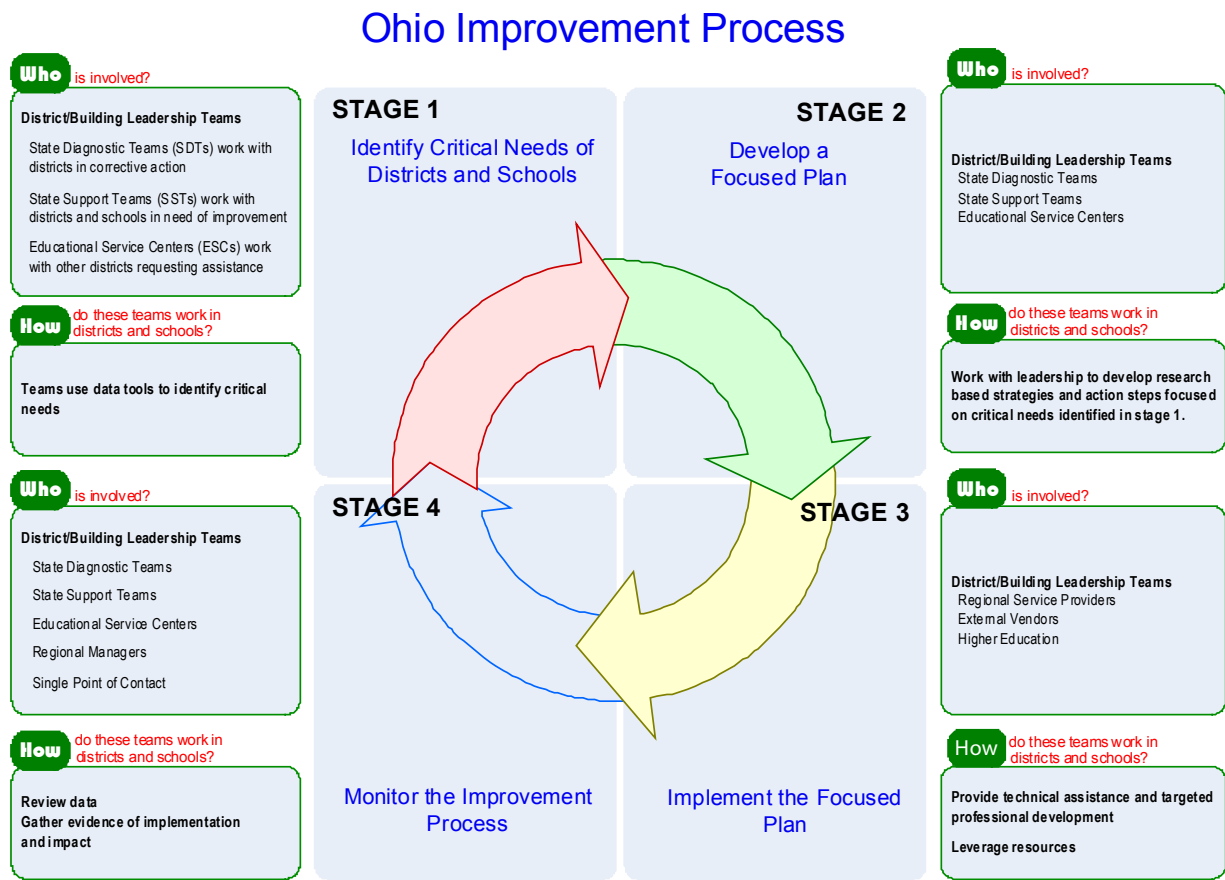 Ohio Improvement Process
Who is involved?
District/Building Leadership Teams
State Diagnostic Teams (SDTs) work with
districts in corrective action
State Support Teams (SSTs) work with
districts and schools in need of improvement
Educational Service Centers (ESCs) work
with other districts requesting assistance
How do these teams work in
districts and schools?
Teams use data tools to identify critical
needs
STAGE 1
Identify Critical Needs of
Districts and Schools
STAGE 2
Develop a
Focused Plan
Who is involved?
District/Building Leadership Teams
State Diagnostic Teams
State Support Teams
Educational Service Centers
How do these teams work in
districts and schools?
Work with leadership to develop research
based strategies and action steps focused
on critical needs identified in stage 1.
Who is involved?
District/Building Leadership Teams
State Diagnostic Teams
State Support Teams
Educational Service Centers
Regional Managers
Single Point of Contact
How do these teams work in
districts and schools?
Review data
Gather evidence of implementation
and impact
STAGE 4
Monitor the Improvement
Process
STAGE 3
Implement the Focused
Plan
Who is involved?
District/Building Leadership Teams
Regional Service Providers
External Vendors
Higher Education
How do these teams work in
districts and schools?
Provide technical assistance and targeted
professional development
Leverage resources